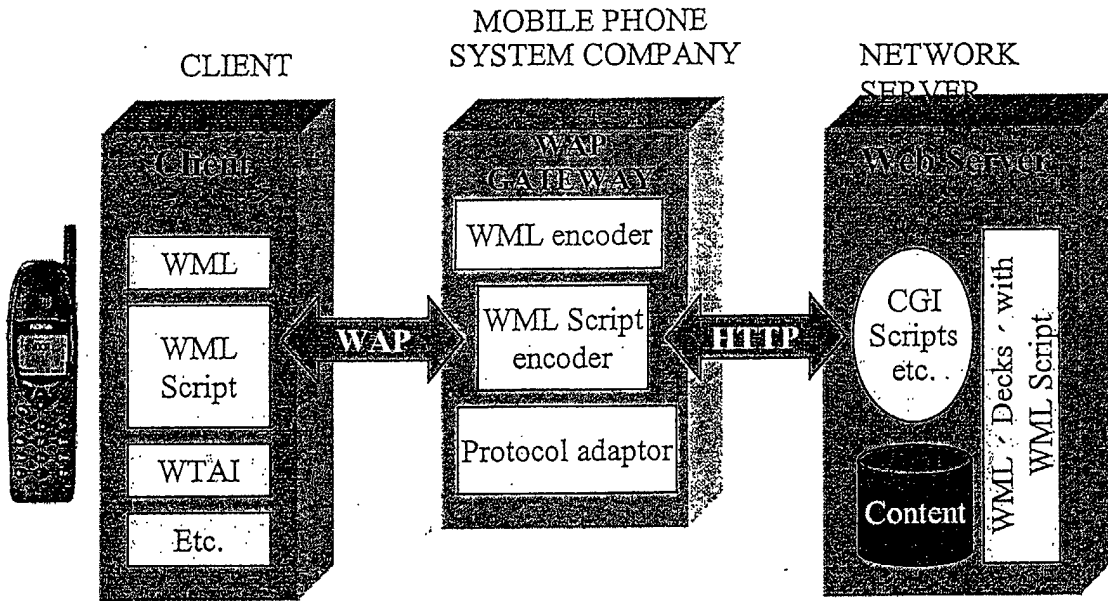 MOBILE PHONE
SYSTEM COMPANY
CLIENT
NETWORK
SERVER
Client
WML
WML
Script
WTAI
Etc.
WAP
WAP
GATEWAY
WML encoder
WML Script
encoder
Protocol adaptor
HTTP
Web Server
CGI
Scripts
etc.
Content
WML Decks with
WML Script
NOKIA